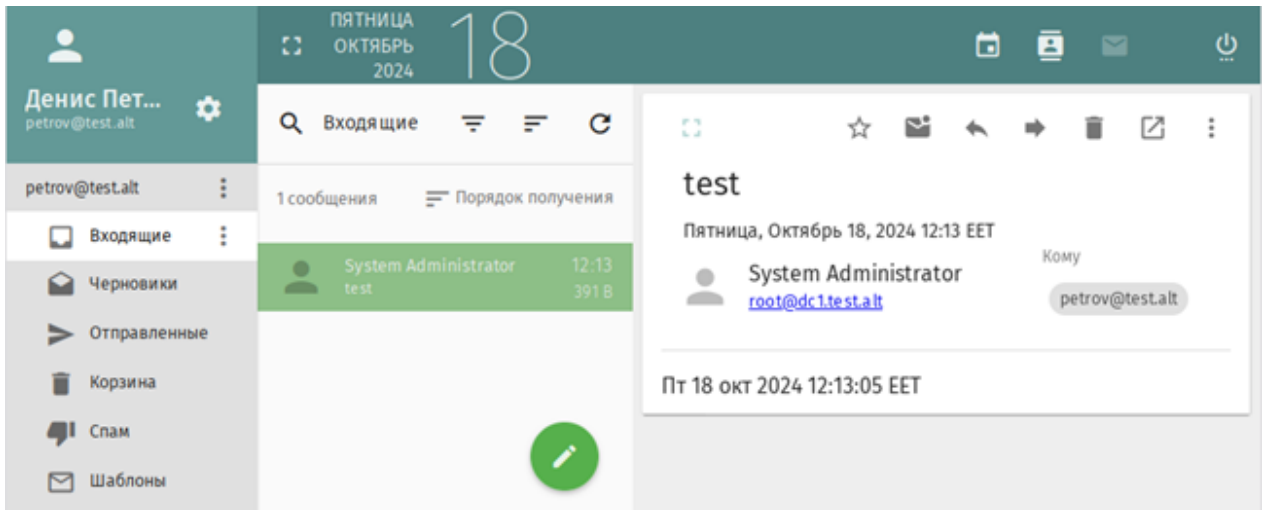 ПЯТНИЦА
ОКТЯБРЬ
2024
18
Денис Пет...
petrov@test.alt
petrov@test.alt
Входящие
Черновики
Отправленные
Корзина
Спам
Шаблоны
Входящие
1 сообщения
Порядок получения
System Administrator 12:13
test 391 B
test
Пятница, Октябрь 18, 2024 12:13 EET
Кому
System Administrator
root@dc1.test.alt
petrov@test.alt
Пт 18 окт 2024 12:13:05 EET